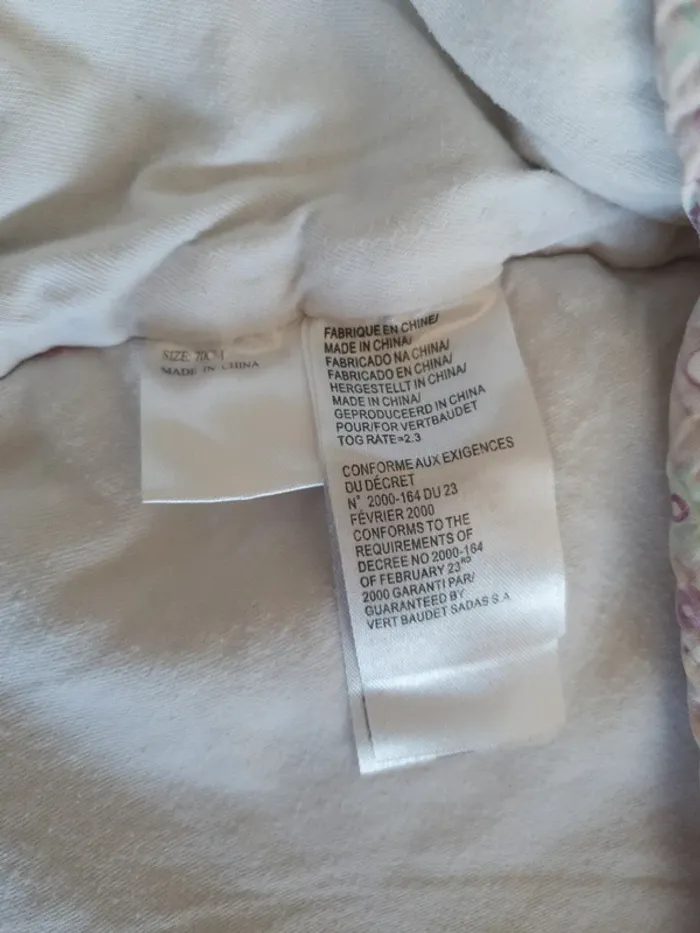 SIZE: 70CM
MADE IN CHINA
FABRIQUE EN CHINE/
MADE IN CHINA/
FABRICADO NA CHINA/
FABRICADO EN CHINA/
HERGESTELLT IN CHINA/
MADE IN CHINA/
GEPRODUCEERD IN CHINA
POUR/FOR VERTBAUDET
TOG RATE=2.3
CONFORME AUX EXIGENCES
DU DÉCRET
N° 2000-164 DU 23
FÉVRIER 2000
CONFORMS TO THE
REQUIREMENTS OF
DECREE NO 2000-164
OF FEBRUARY 23RD
2000 GARANTI PAR/
GUARANTEED BY
VERT BAUDET SADAS S.A.